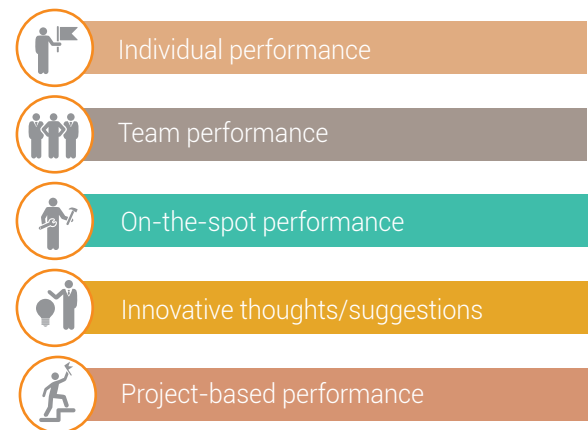 Individual performance
Team performance
On-the-spot performance
Innovative thoughts/suggestions
Project-based performance